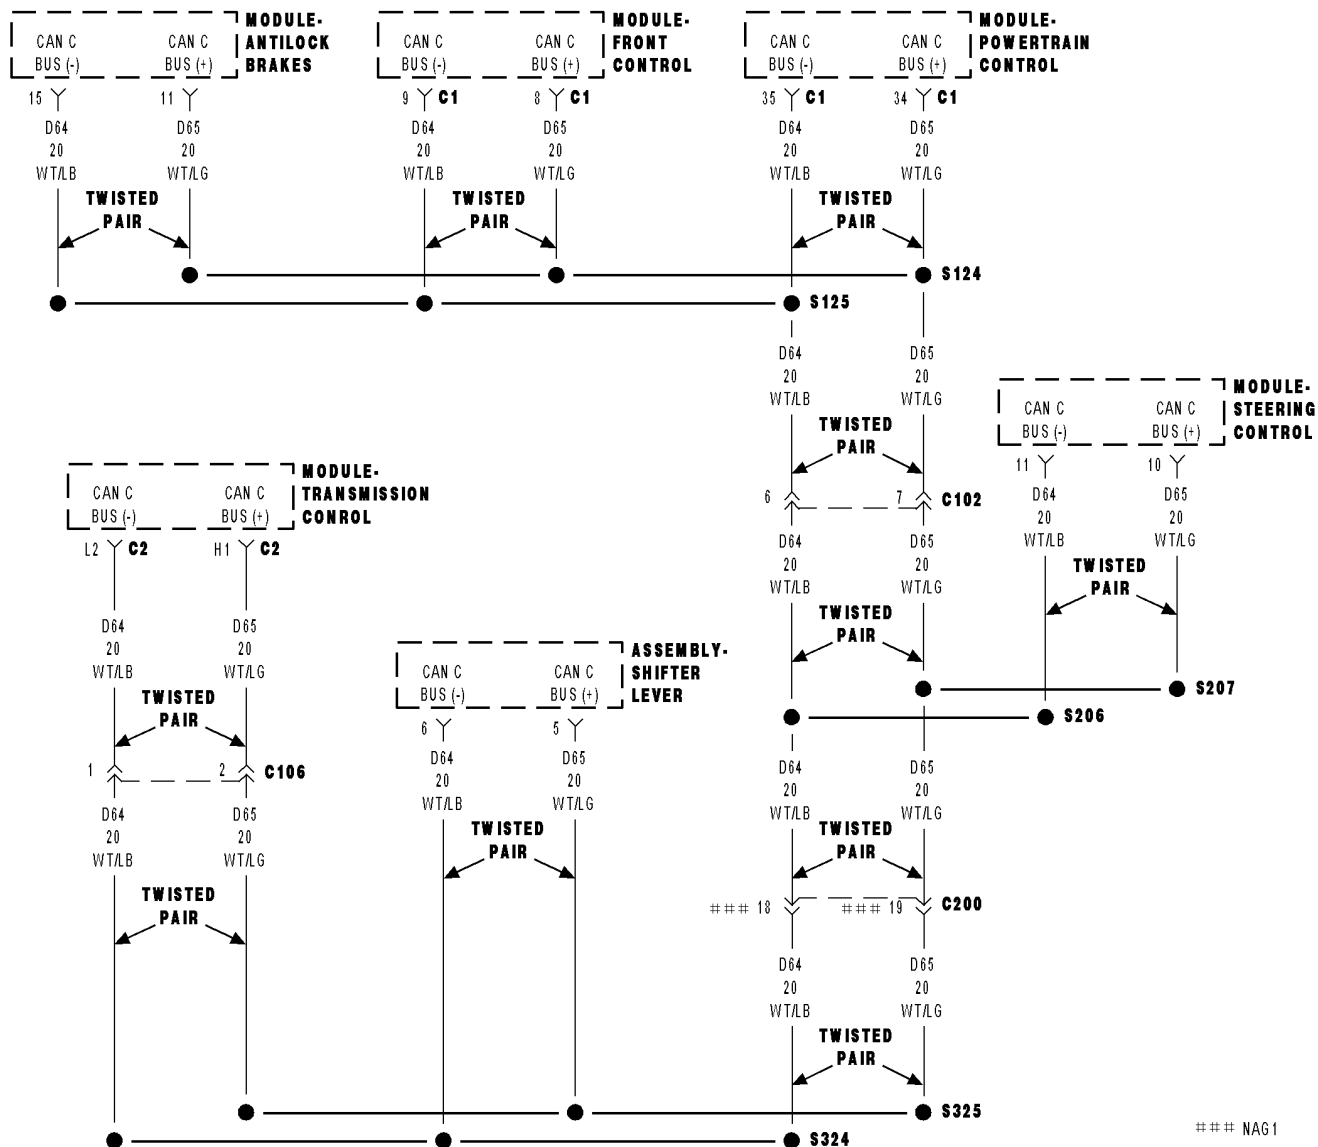 MODULE-
ANTILOCK
BRAKES
CAN C
BUS (-)
CAN C
BUS (+)
15
11
D64
20
WT/LB
D65
20
WT/LG
TWISTED
PAIR
MODULE-
FRONT
CONTROL
CAN C
BUS (-)
CAN C
BUS (+)
9
C1
8
C1
D64
20
WT/LB
D65
20
WT/LG
TWISTED
PAIR
MODULE-
POWERTRAIN
CONTROL
CAN C
BUS (-)
CAN C
BUS (+)
35
C1
34
C1
D64
20
WT/LB
D65
20
WT/LG
TWISTED
PAIR
S124
S125
D64
20
WT/LB
D65
20
WT/LG
TWISTED
PAIR
6
7
C102
D64
20
WT/LB
D65
20
WT/LG
TWISTED
PAIR
MODULE-
STEERING
CONTROL
CAN C
BUS (-)
CAN C
BUS (+)
11
10
D64
20
WT/LB
D65
20
WT/LG
TWISTED
PAIR
S207
S206
MODULE-
TRANSMISSION
CONROL
CAN C
BUS (-)
CAN C
BUS (+)
L2
C2
H1
C2
D64
20
WT/LB
D65
20
WT/LG
TWISTED
PAIR
1
2
C106
D64
20
WT/LB
D65
20
WT/LG
TWISTED
PAIR
ASSEMBLY-
SHIFTER
LEVER
CAN C
BUS (-)
CAN C
BUS (+)
6
5
D64
20
WT/LB
D65
20
WT/LG
TWISTED
PAIR
D64
20
WT/LB
D65
20
WT/LG
TWISTED
PAIR
### 18
### 19
C200
D64
20
WT/LB
D65
20
WT/LG
TWISTED
PAIR
S325
S324
### NAG1